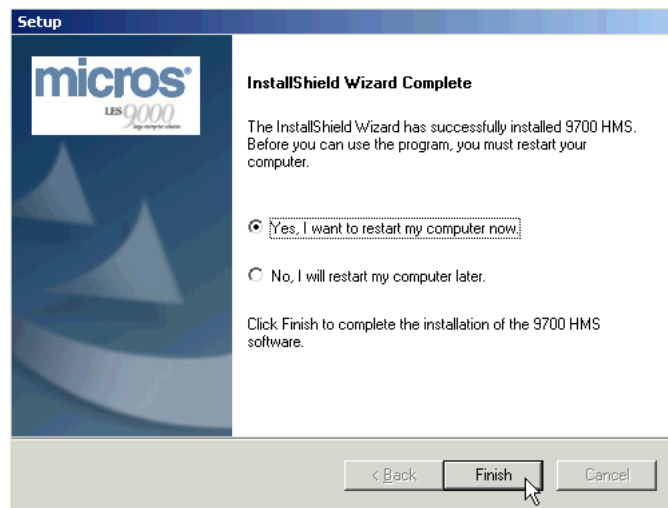 Setup
micros
LES 9000
InstallShield Wizard Complete
The InstallShield Wizard has successfully installed 9700 HMS.
Before you can use the program, you must restart your
computer.
Yes, I want to restart my computer now.
No, I will restart my computer later.
Click Finish to complete the installation of the 9700 HMS
software.
< Back
Finish
Cancel